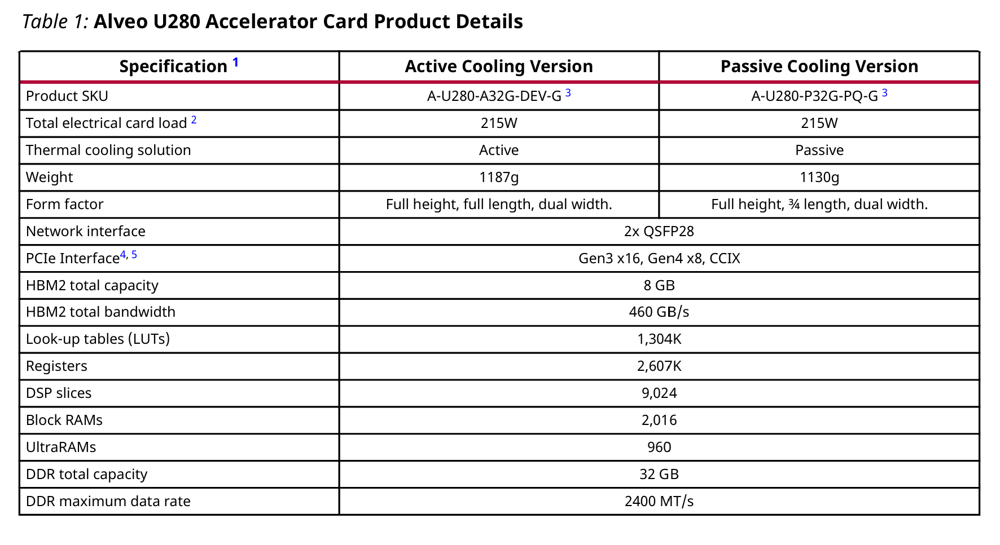 Table 1: Alveo U280 Accelerator Card Product Details
Specification 1 Active Cooling Version Passive Cooling Version
Product SKU A-U280-A32G-DEV-G 3 A-U280-P32G-PQ-G 3
Total electrical card load 2 215W 215W
Thermal cooling solution Active Passive
Weight 1187g 1130g
Form factor Full height, full length, dual width. Full height, ¾ length, dual width.
Network interface 2x QSFP28
PCIe Interface4, 5 Gen3 x16, Gen4 x8, CCIX
HBM2 total capacity 8 GB
HBM2 total bandwidth 460 GB/s
Look-up tables (LUTs) 1,304K
Registers 2,607K
DSP slices 9,024
Block RAMs 2,016
UltraRAMs 960
DDR total capacity 32 GB
DDR maximum data rate 2400 MT/s